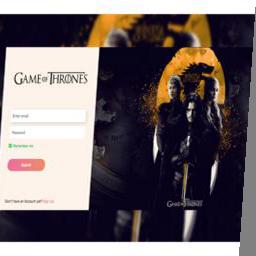 GAME OF THRONES
Enter email
Password
Remember me
Submit
Don't have an Account yet? Sign Up
GAME OF THRONES